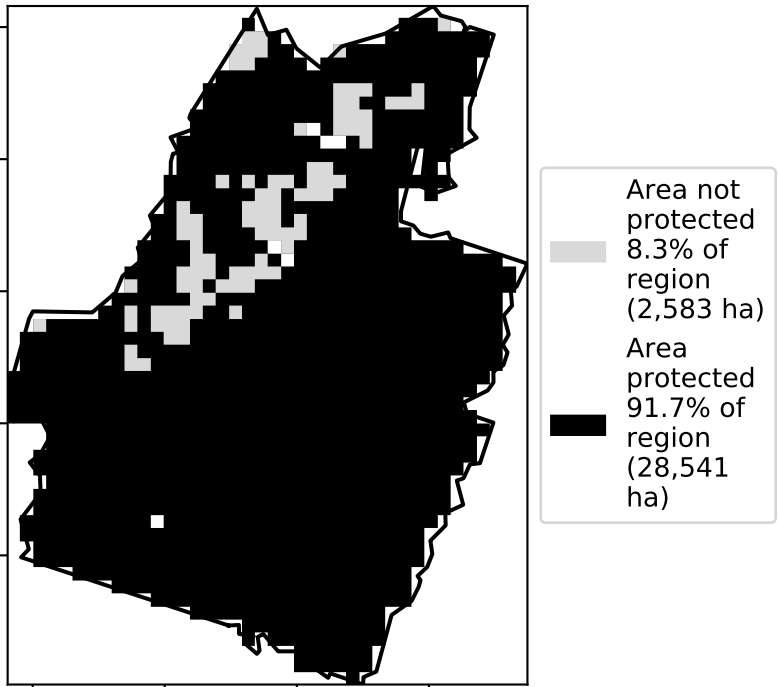 Area not
protected
8.3% of
region
(2,583 ha)
Area
protected
91.7% of
region
(28,541
ha)